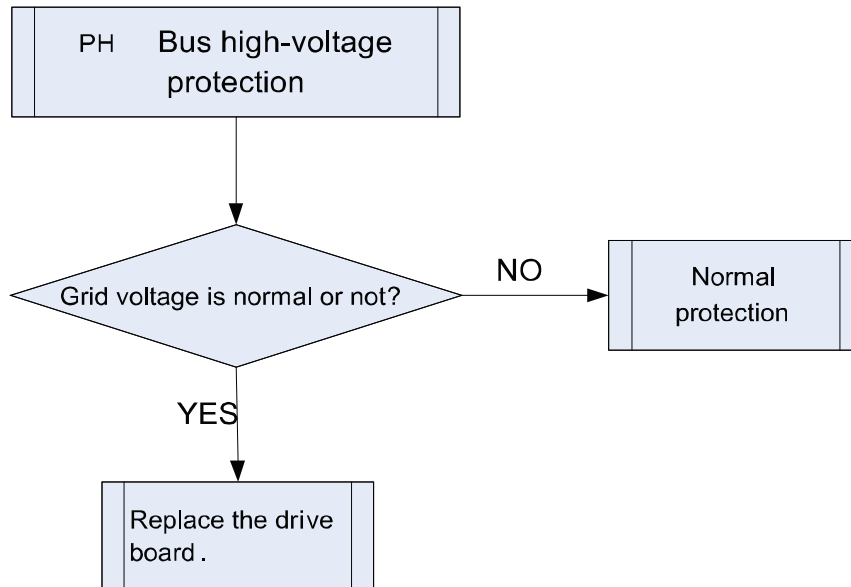 PH Bus high-voltage
protection
Grid voltage is normal or not?
NO
Normal
protection
YES
Replace the drive
board .